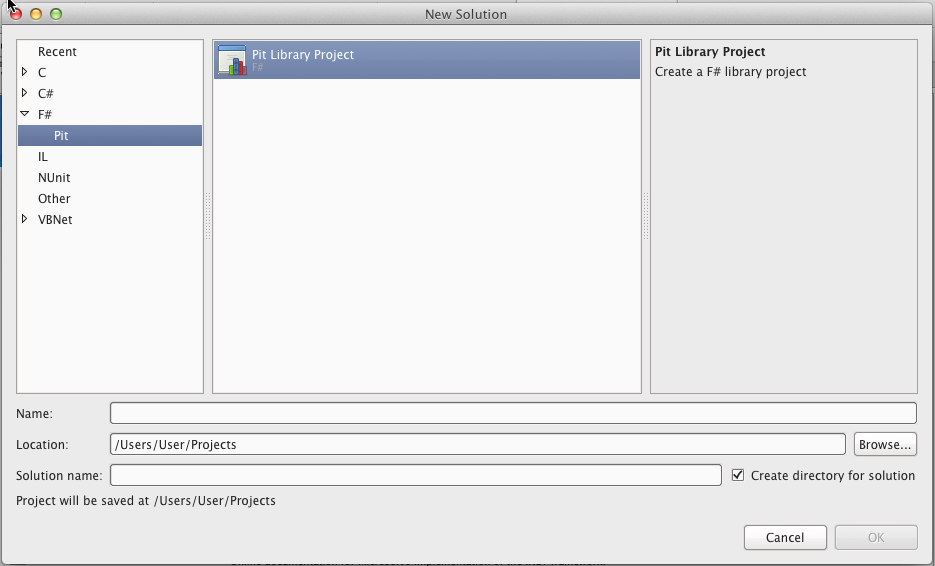 New Solution
Recent
C
C#
F#
Pit
IL
NUnit
Other
VBNet
Pit Library Project
F#
Pit Library Project
Create a F# library project
Name:
Location: /Users/User/Projects Browse...
Solution name: Create directory for solution
Project will be saved at /Users/User/Projects
Cancel OK